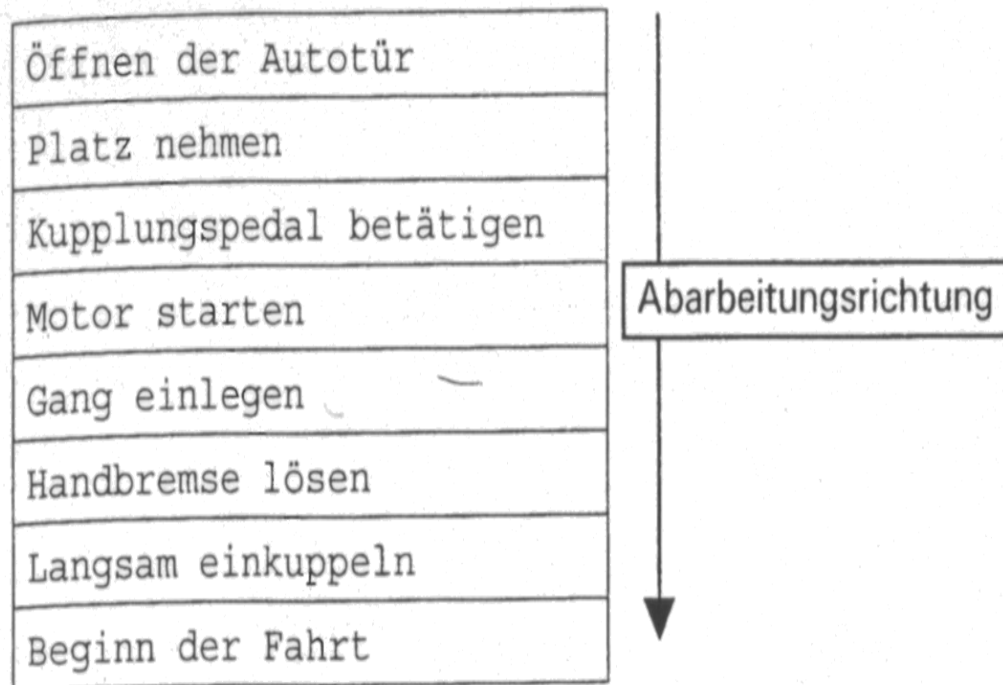 Öffnen der Autotür
Platz nehmen
Kupplungspedal betätigen
Motor starten
Abarbeitungsrichtung
Gang einlegen
Handbremse lösen
Langsam einkuppeln
Beginn der Fahrt